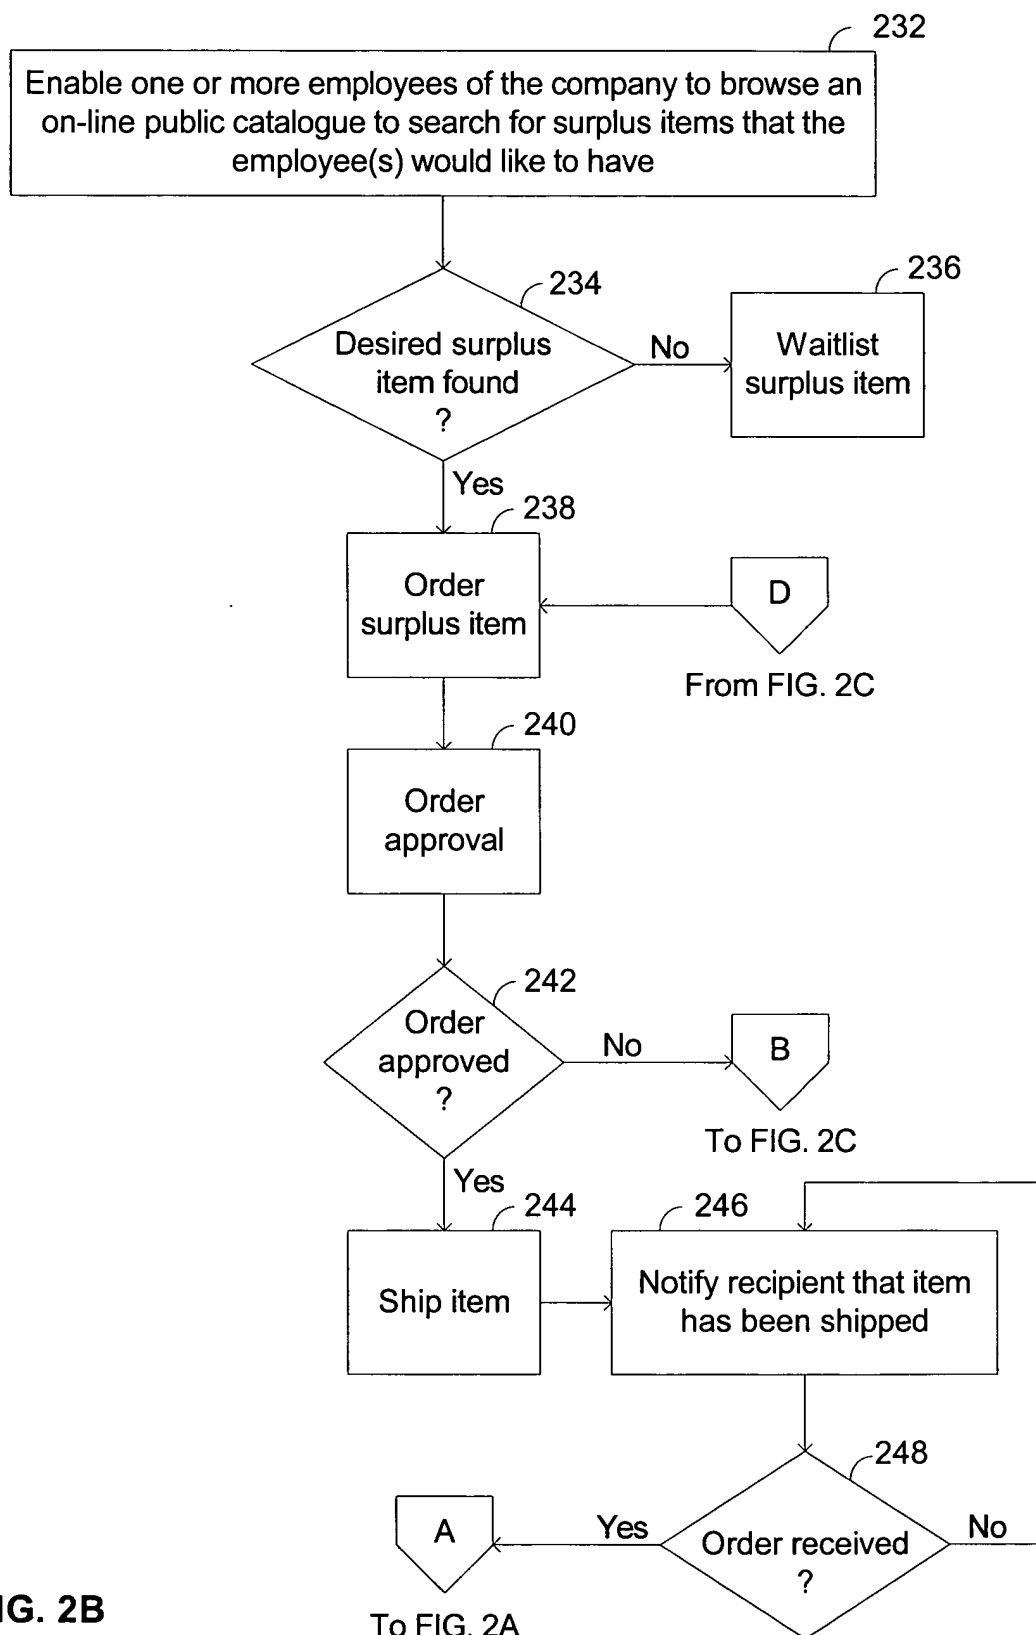 232
Enable one or more employees of the company to browse an
on-line public catalogue to search for surplus items that the
employee(s) would like to have
234
Desired surplus
item found
?
No
236
Waitlist
surplus item
Yes
238
Order
surplus item
D
From FIG. 2C
240
Order
approval
242
Order
approved
?
No
B
To FIG. 2C
Yes
244
Ship item
246
Notify recipient that item
has been shipped
248
Order received
?
Yes
No
A
To FIG. 2A
IG. 2B